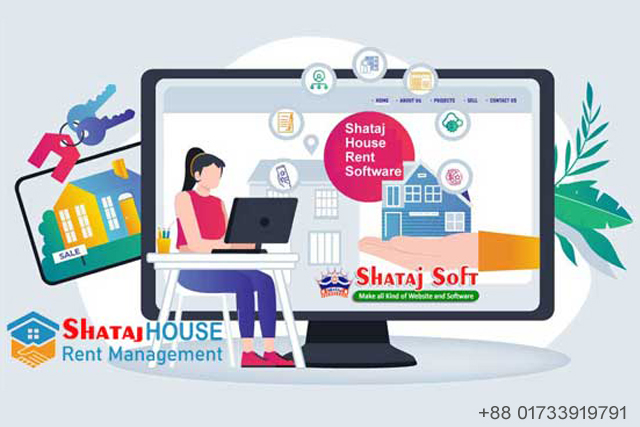 HOME ABOUT US PROJECTS SELL CONTACT US
Shataj
House
Rent
Software
SALE
SHATAJ SOFT
Make all Kind of Website and Software
SHATAJ HOUSE
Rent Management
+88 01733919791